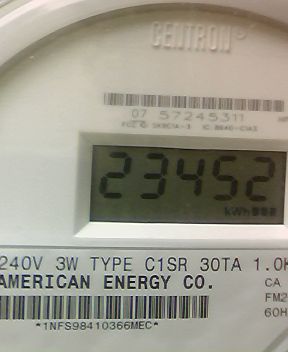 CENTRON®
07 57245311
23452
kWh
240V 3W TYPE C1SR 30TA 1.0K
AMERICAN ENERGY CO. CA
FM2
*1NFS98410366MEC* 60H